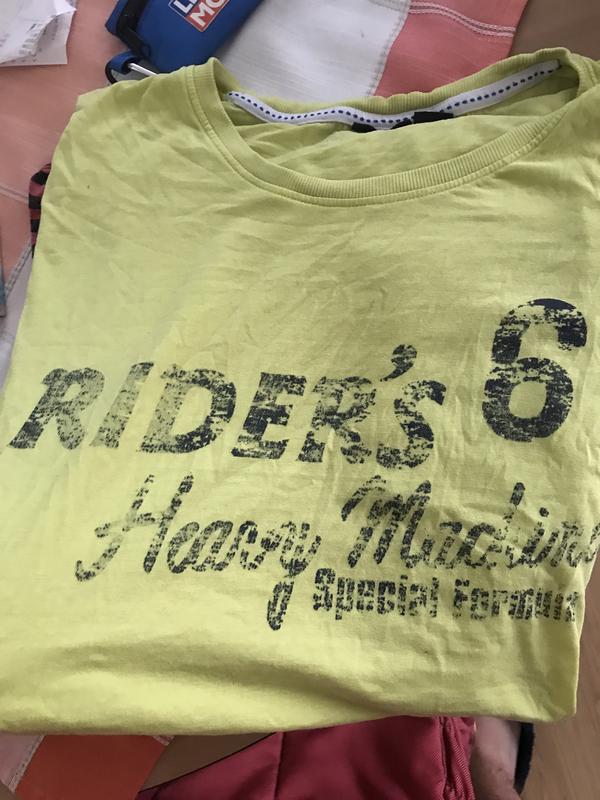 RIDER'S 6
Heavy Machine
Special Formula